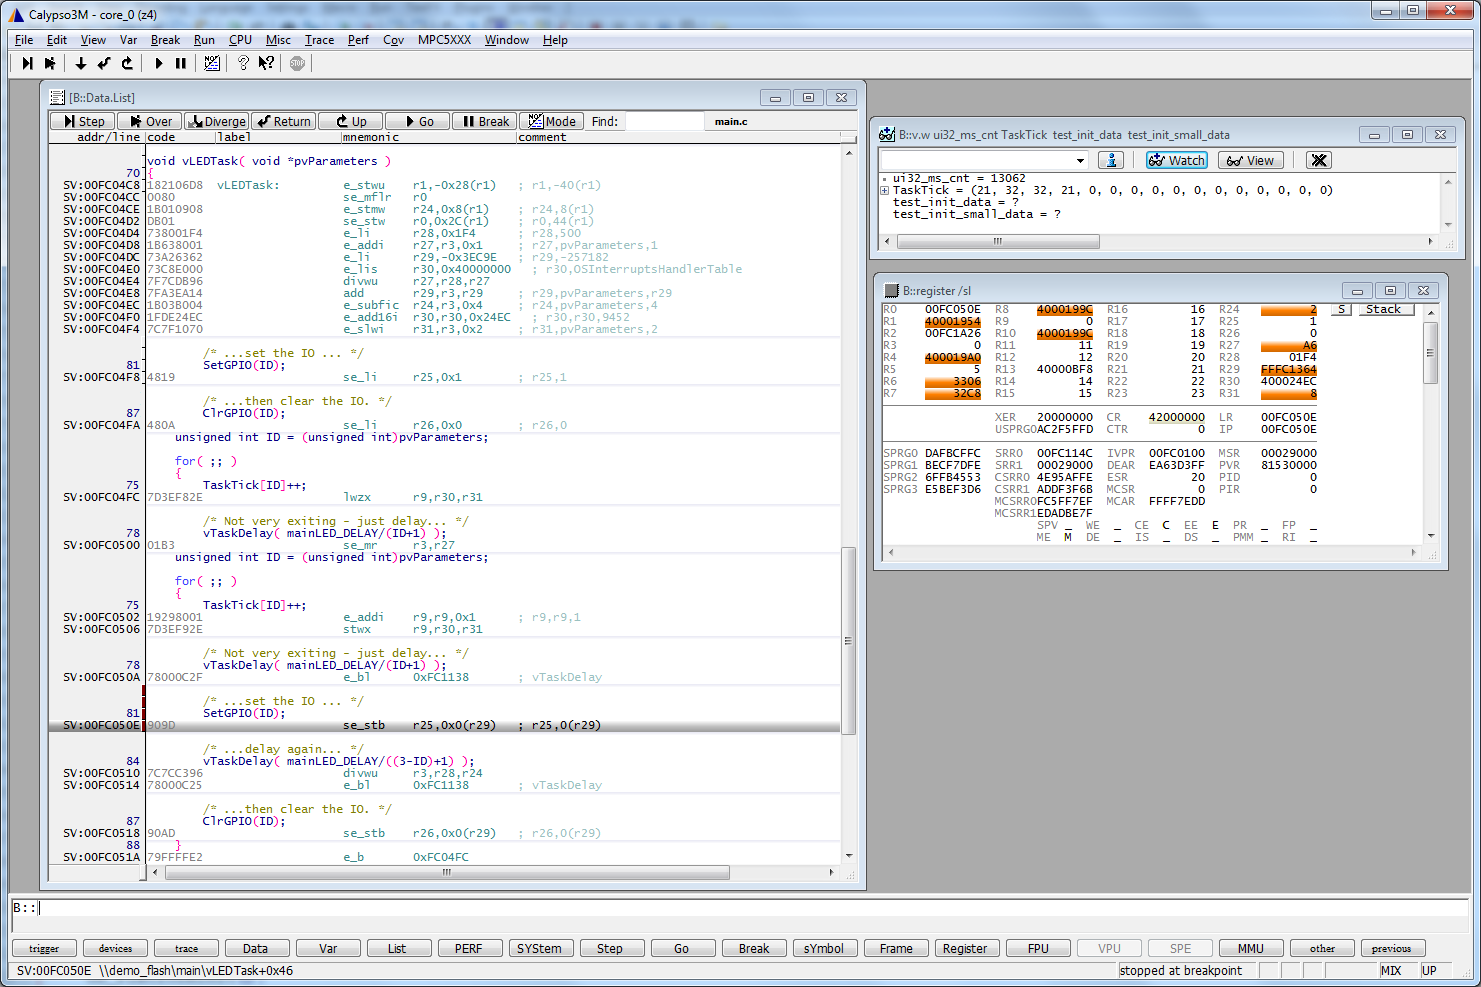 Calypso3M - core_0 (z4)
File Edit View Var Break Run CPU Misc Trace Perf Cov MPC5XXX Window Help
[B::Data.List]
Step Over Diverge Return Up Go Break Mode Find: main.c
addr/line code label mnemonic comment
void vLEDTask( void *pvParameters )
70 {
SV:00FC04C8 182106D8 vLEDTask: e_stwu r1,-0x28(r1) ; r1,-40(r1)
SV:00FC04CC 0080 se_mflr r0
SV:00FC04CE 1B010908 e_stmw r24,0x8(r1) ; r24,8(r1)
SV:00FC04D2 DB01 se_stw r0,0x2C(r1) ; r0,44(r1)
SV:00FC04D4 738001F4 e_li r28,0x1F4 ; r28,500
SV:00FC04D8 1B638001 e_addi r27,r3,0x1 ; r27,pvParameters,1
SV:00FC04DC 73A26362 e_li r29,-0x3EC9E ; r29,-257182
SV:00FC04E0 73C8E000 e_lis r30,0x40000000 ; r30,OSInterruptsHandlerTable
SV:00FC04E4 7F7CDB96 divwu r27,r28,r27
SV:00FC04E8 7FA3EA14 add r29,r3,r29 ; r29,pvParameters,r29
SV:00FC04EC 1B03B004 e_subfic r24,r3,0x4 ; r24,pvParameters,4
SV:00FC04F0 1FDE24EC e_add16i r30,r30,0x24EC ; r30,r30,9452
SV:00FC04F4 7C7F1070 e_slwi r31,r3,0x2 ; r31,pvParameters,2
/* ...set the IO ... */
81 SetGPIO(ID);
SV:00FC04F8 4819 se_li r25,0x1 ; r25,1
/* ...then clear the IO. */
87 ClrGPIO(ID);
SV:00FC04FA 480A se_li r26,0x0 ; r26,0
unsigned int ID = (unsigned int)pvParameters;
for( ;; )
{
75 TaskTick[ID]++;
SV:00FC04FC 7D3EF82E lwzx r9,r30,r31
/* Not very exiting - just delay... */
78 vTaskDelay( mainLED_DELAY/(ID+1) );
SV:00FC0500 01B3 se_mr r3,r27
unsigned int ID = (unsigned int)pvParameters;
for( ;; )
{
75 TaskTick[ID]++;
SV:00FC0502 19298001 e_addi r9,r9,0x1 ; r9,r9,1
SV:00FC0506 7D3EF92E stwx r9,r30,r31
/* Not very exiting - just delay... */
78 vTaskDelay( mainLED_DELAY/(ID+1) );
SV:00FC050A 78000C2F e_bl 0xFC1138 ; vTaskDelay
/* ...set the IO ... */
81 SetGPIO(ID);
SV:00FC050E 909D se_stb r25,0x0(r29) ; r25,0(r29)
/* ...delay again... */
84 vTaskDelay( mainLED_DELAY/((3-ID)+1) );
SV:00FC0510 7C7CC396 divwu r3,r28,r24
SV:00FC0514 78000C25 e_bl 0xFC1138 ; vTaskDelay
/* ...then clear the IO. */
87 ClrGPIO(ID);
SV:00FC0518 90AD se_stb r26,0x0(r29) ; r26,0(r29)
88 }
SV:00FC051A 79FFFFE2 e_b 0xFC04FC
B::v.w ui32_ms_cnt TaskTick test_init_data test_init_small_data
Watch View
ui32_ms_cnt = 13062
TaskTick = (21, 32, 32, 21, 0, 0, 0, 0, 0, 0, 0, 0, 0, 0, 0, 0)
test_init_data = ?
test_init_small_data = ?
B::register /sl
R0 00FC050E R8 4000199C R16 16 R24 2 S Stack
R1 40001954 R9 0 R17 17 R25 1
R2 00FC1A26 R10 4000199C R18 18 R26 0
R3 0 R11 11 R19 19 R27 A6
R4 400019A0 R12 12 R20 20 R28 01F4
R5 5 R13 40000BF8 R21 21 R29 FFFC1364
R6 3306 R14 14 R22 22 R30 400024EC
R7 32C8 R15 15 R23 23 R31 8
XER 20000000 CR 42000000 LR 00FC050E
USPRG0 AC2F5FFD CTR 0 IP 00FC050E
SPRG0 DAFBCFFC SRR0 00FC114C IVPR 00FC0100 MSR 00029000
SPRG1 BECF7DFE SRR1 00029000 DEAR EA63D3FF PVR 81530000
SPRG2 6FFB4553 CSRR0 4E95AFFE ESR 20 PID 0
SPRG3 E5BEF3D6 CSRR1 ADDF3F6B MCSR 0 PIR 0
MCSRR0 FC5FF7EF MCAR FFFF7EDD
MCSRR1 EDADBE7F
SPV _ WE _ CE C EE E PR _ FP _
ME M DE _ IS _ DS _ PMM _ RI _
B::
trigger devices trace Data Var List PERF SYStem Step Go Break sYmbol Frame Register FPU VPU SPE MMU other previous
SV:00FC050E \\demo_flash\main\vLEDTask+0x46 stopped at breakpoint MIX UP